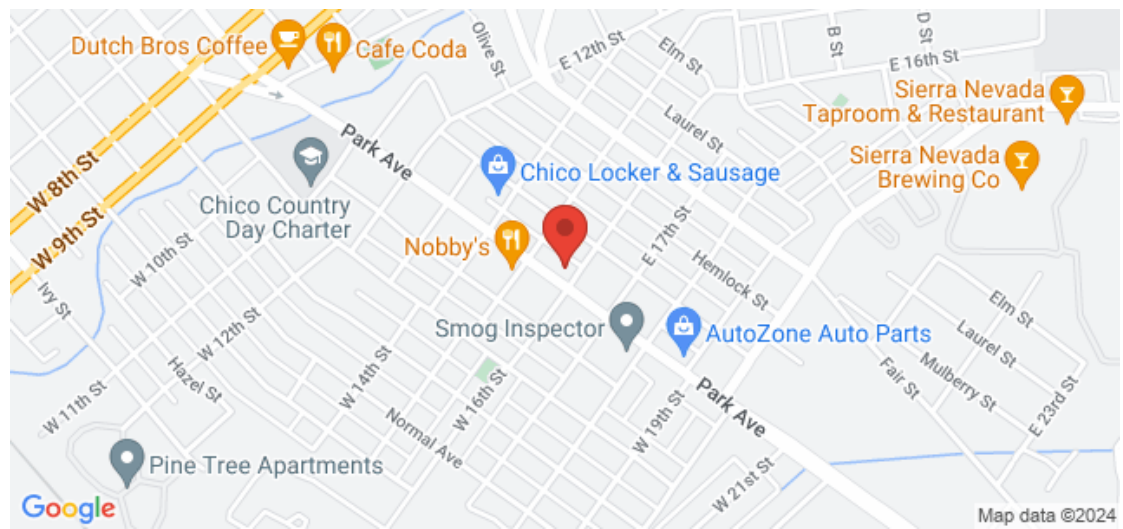 Dutch Bros Coffee
Cafe Coda
Olive St
E 12th St
Elm St
B St
D St
E 16th St
Sierra Nevada
Taproom & Restaurant
Laurel St
Park Ave
W 8th St
Chico Locker & Sausage
Sierra Nevada
Brewing Co
Chico Country
Day Charter
W 9th St
W 10th St
Nobby's
E 17th St
Hemlock St
Ivy St
W 12th St
Smog Inspector
AutoZone Auto Parts
Elm St
Laurel St
Mulberry St
Hazel St
W 14th St
W 16th St
Fair St
E 23rd St
W 11th St
Normal Ave
W 19th St
Park Ave
Pine Tree Apartments
W 21st St
Google
Map data ©2024